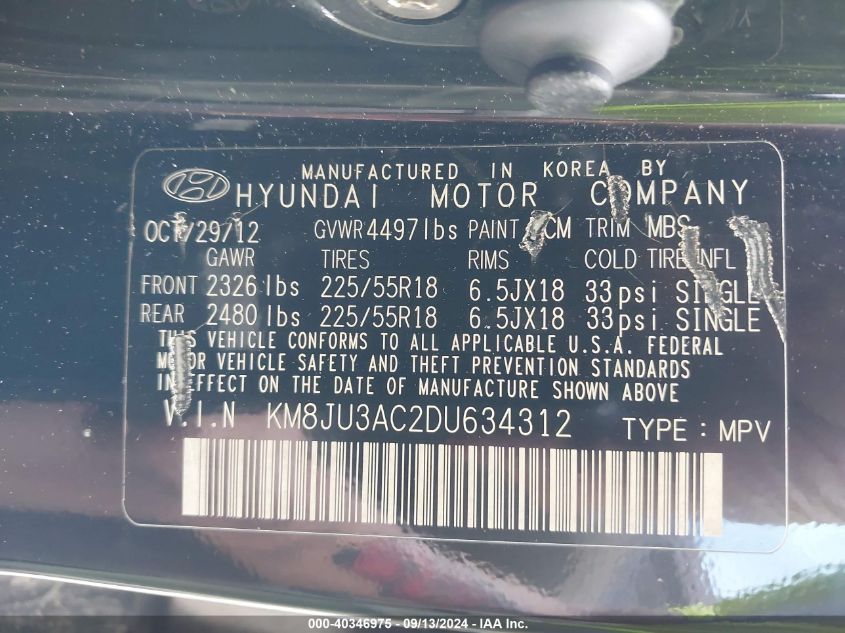 MANUFACTURED IN KOREA BY
HYUNDAI MOTOR COMPANY
OCT/29/12 GVWR 4497lbs PAINT TRIM MBS
GAWR TIRES RIMS COLD TIRE INFL
FRONT 2326 lbs 225/55R18 6.5JX18 33psi SINGLE
REAR 2480 lbs 225/55R18 6.5JX18 33psi SINGLE
THIS VEHICLE CONFORMS TO ALL APPLICABLE U.S.A. FEDERAL
MOTOR VEHICLE SAFETY AND THEFT PREVENTION STANDARDS
IN EFFECT ON THE DATE OF MANUFACTURE SHOWN ABOVE
V.I.N KM8JU3AC2DU634312 TYPE : MPV
000-40346975 - 09/13/2024 - IAA Inc.